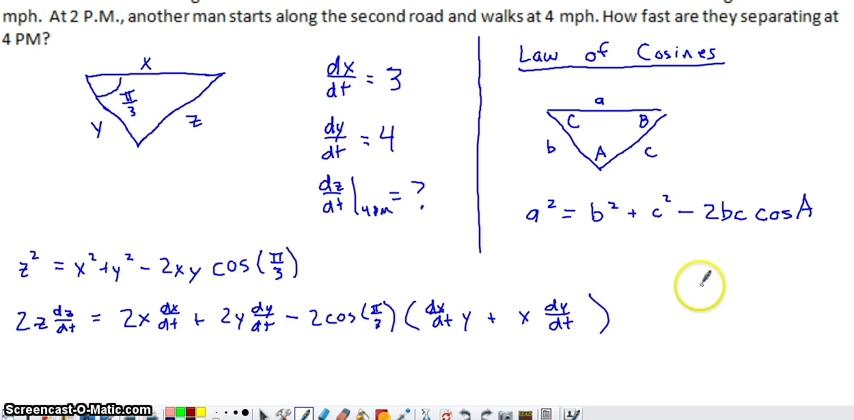 mph. At 2 P.M., another man starts along the second road and walks at 4 mph. How fast are they separating at
4 PM?
x
π/3
y
z
dx/dt = 3
dy/dt = 4
dz/dt |4PM = ?
Law of Cosines
a
C B
b A c
a² = b² + c² - 2bc cosA
z² = x² + y² - 2xy cos(π/3)
2z dz/dt = 2x dx/dt + 2y dy/dt - 2cos(π/3)(dx/dt y + x dy/dt)
Screencast-O-Matic.com